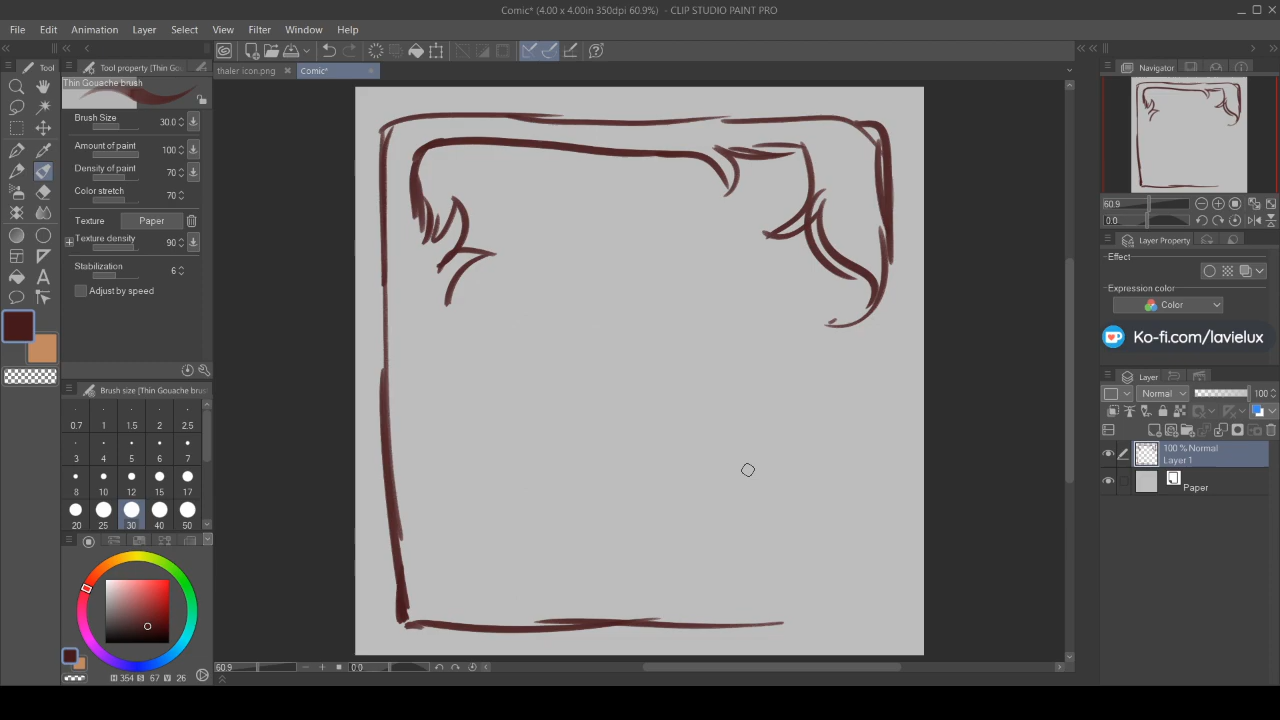 Comic* (4.00 x 4.00in 350dpi 60.9%) - CLIP STUDIO PAINT PRO
File Edit Animation Layer Select View Filter Window Help
Tool
Tool property [Thin Go
thaler icon.png
Comic*
Navigator
Thin Gouache brush
Brush Size 30.0
Amount of paint 100
Density of paint 70
Color stretch 70
Texture Paper
Texture density 90
Stabilization 6
Adjust by speed
Brush size [Thin Gouache brus
0.7 1 1.5 2 2.5
3 4 5 6 7
8 10 12 15 17
20 25 30 40 50
H 354 S 67 V 26
60.9 0.0
60.9
0.0
Layer Property
Effect
Expression color
Color
Ko-fi.com/lavielux
Layer
Normal 100
100 % Normal
Layer 1
Paper